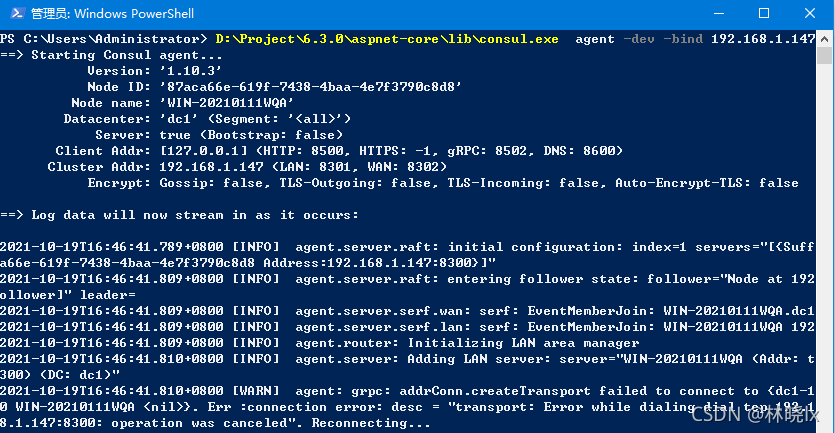 管理员: Windows PowerShell
PS C:\Users\Administrator> D:\Project\6.3.0\aspnet-core\lib\consul.exe  agent -dev -bind 192.168.1.147
==> Starting Consul agent...
Version: '1.10.3'
Node ID: '87aca66e-619f-7438-4baa-4e7f3790c8d8'
Node name: 'WIN-20210111WQA'
Datacenter: 'dc1' (Segment: '<all>')
Server: true (Bootstrap: false)
Client Addr: [127.0.0.1] (HTTP: 8500, HTTPS: -1, gRPC: 8502, DNS: 8600)
Cluster Addr: 192.168.1.147 (LAN: 8301, WAN: 8302)
Encrypt: Gossip: false, TLS-Outgoing: false, TLS-Incoming: false, Auto-Encrypt-TLS: false
==> Log data will now stream in as it occurs:
2021-10-19T16:46:41.789+0800 [INFO]  agent.server.raft: initial configuration: index=1 servers="[{Suff
a66e-619f-7438-4baa-4e7f3790c8d8 Address:192.168.1.147:8300}]"
2021-10-19T16:46:41.809+0800 [INFO]  agent.server.raft: entering follower state: follower="Node at 192
ollower]" leader=
2021-10-19T16:46:41.809+0800 [INFO]  agent.server.serf.wan: serf: EventMemberJoin: WIN-20210111WQA.dc1
2021-10-19T16:46:41.809+0800 [INFO]  agent.server.serf.lan: serf: EventMemberJoin: WIN-20210111WQA 192
2021-10-19T16:46:41.809+0800 [INFO]  agent.router: Initializing LAN area manager
2021-10-19T16:46:41.810+0800 [INFO]  agent.server: Adding LAN server: server="WIN-20210111WQA (Addr: t
300) (DC: dc1)"
2021-10-19T16:46:41.810+0800 [WARN]  agent: grpc: addrConn.createTransport failed to connect to {dc1-1
0 WIN-20210111WQA <nil>}. Err :connection error: desc = "transport: Error while dialing dial tcp 192.16
8.1.147:8300: operation was canceled". Reconnecting...
CSDN @林晓lx